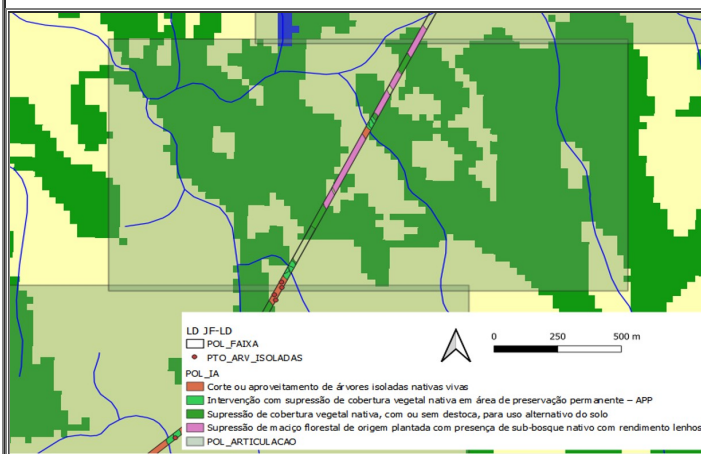 0 250 500 m
LD JF-LD
POL_FAIXA
PTO_ARV_ISOLADAS
POL_IA
Corte ou aproveitamento de árvores isoladas nativas vivas
Intervenção com supressão de cobertura vegetal nativa em área de preservação permanente – APP
Supressão de cobertura vegetal nativa, com ou sem destoca, para uso alternativo do solo
Supressão de maciço florestal de origem plantada com presença de sub-bosque nativo com rendimento lenhos
POL_ARTICULACAO